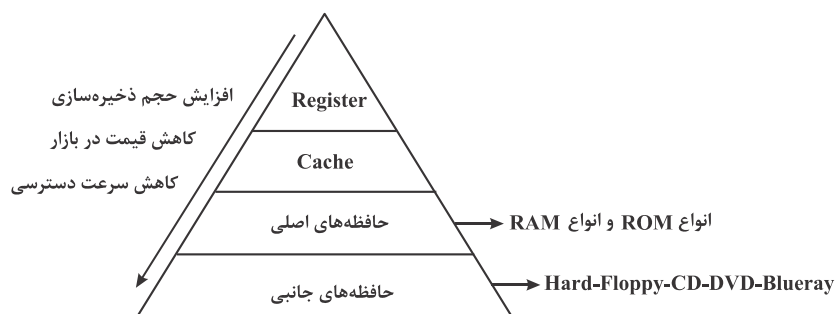 افزایش حجم ذخیره‌سازی
کاهش قیمت در بازار
کاهش سرعت دسترسی
Register
Cache
حافظه‌های اصلی
انواع ROM و انواع RAM
حافظه‌های جانبی
Hard-Floppy-CD-DVD-Blueray